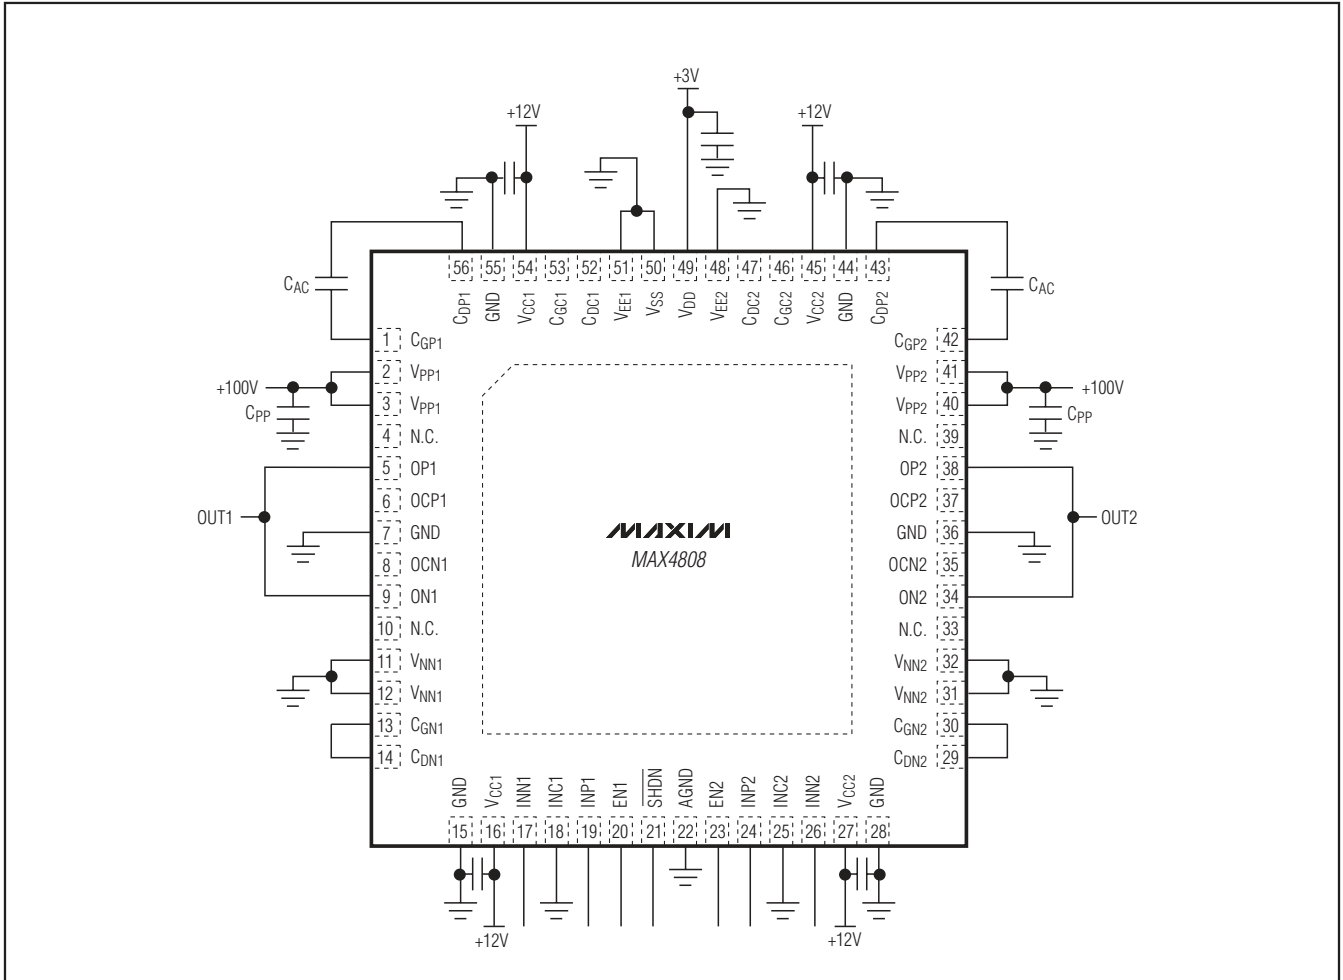 +3V
+12V
+12V
56 55 54 53 52 51 50 49 48 47 46 45 44 43
CDP1 GND VCC1 CGC1 CDC1 VEE1 VSS VDD VEE2 CDC2 CGC2 VCC2 GND CDP2
CAC
CAC
1 CGP1
CGP2 42
2 VPP1
VPP2 41
+100V
+100V
3 VPP1
VPP2 40
CPP
CPP
4 N.C.
N.C. 39
5 OP1
OP2 38
6 OCP1
OCP2 37
OUT1
OUT2
7 GND
GND 36
MAXIM
MAX4808
8 OCN1
OCN2 35
9 ON1
ON2 34
10 N.C.
N.C. 33
11 VNN1
VNN2 32
12 VNN1
VNN2 31
13 CGN1
CGN2 30
14 CDN1
CDN2 29
GND VCC1 INN1 INC1 INP1 EN1 SHDN AGND EN2 INP2 INC2 INN2 VCC2 GND
15 16 17 18 19 20 21 22 23 24 25 26 27 28
+12V
+12V